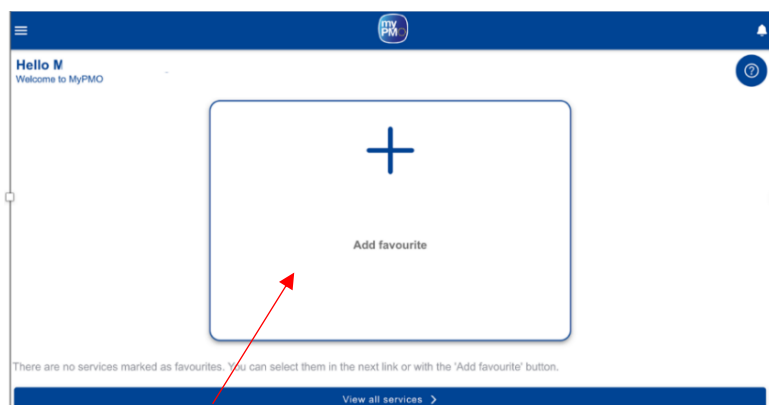 my
PMO
Hello M
Welcome to MyPMO
?
Add favourite
There are no services marked as favourites. You can select them in the next link or with the 'Add favourite' button.
View all services >